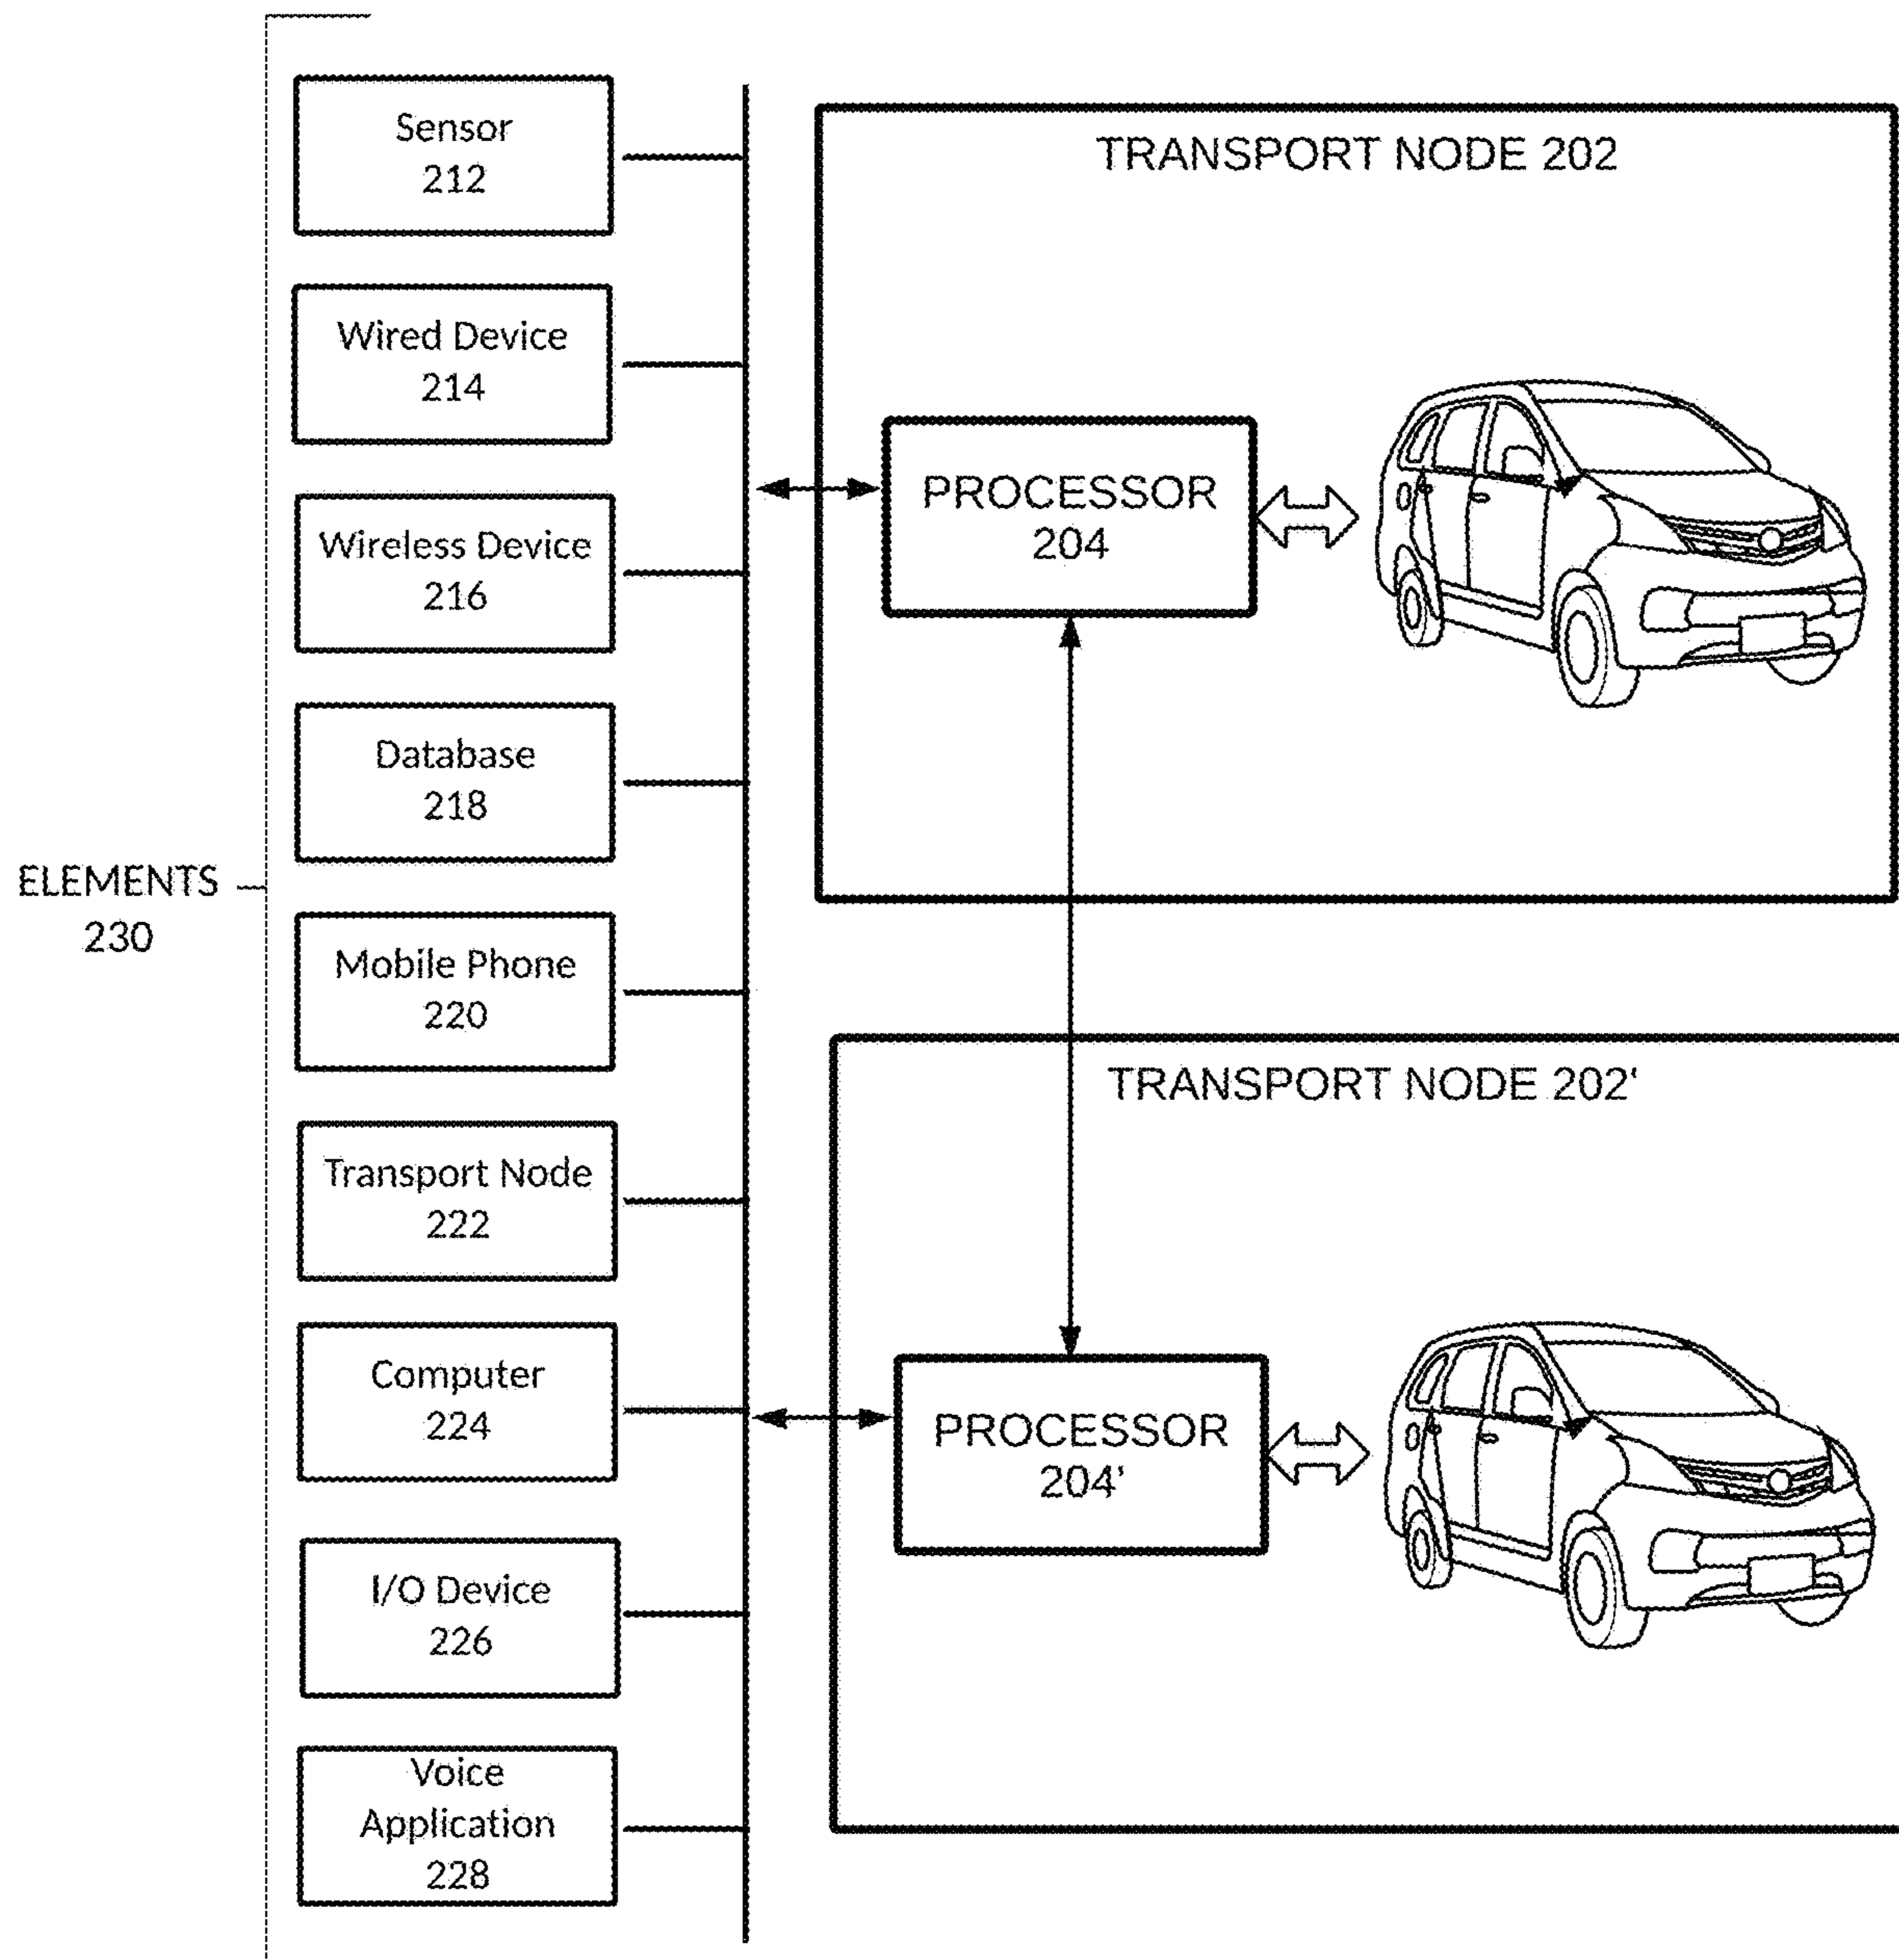 Sensor
212
Wired Device
214
Wireless Device
216
Database
218
ELEMENTS
230
Mobile Phone
220
Transport Node
222
Computer
224
I/O Device
226
Voice
Application
228
TRANSPORT NODE 202
PROCESSOR
204
TRANSPORT NODE 202'
PROCESSOR
204’